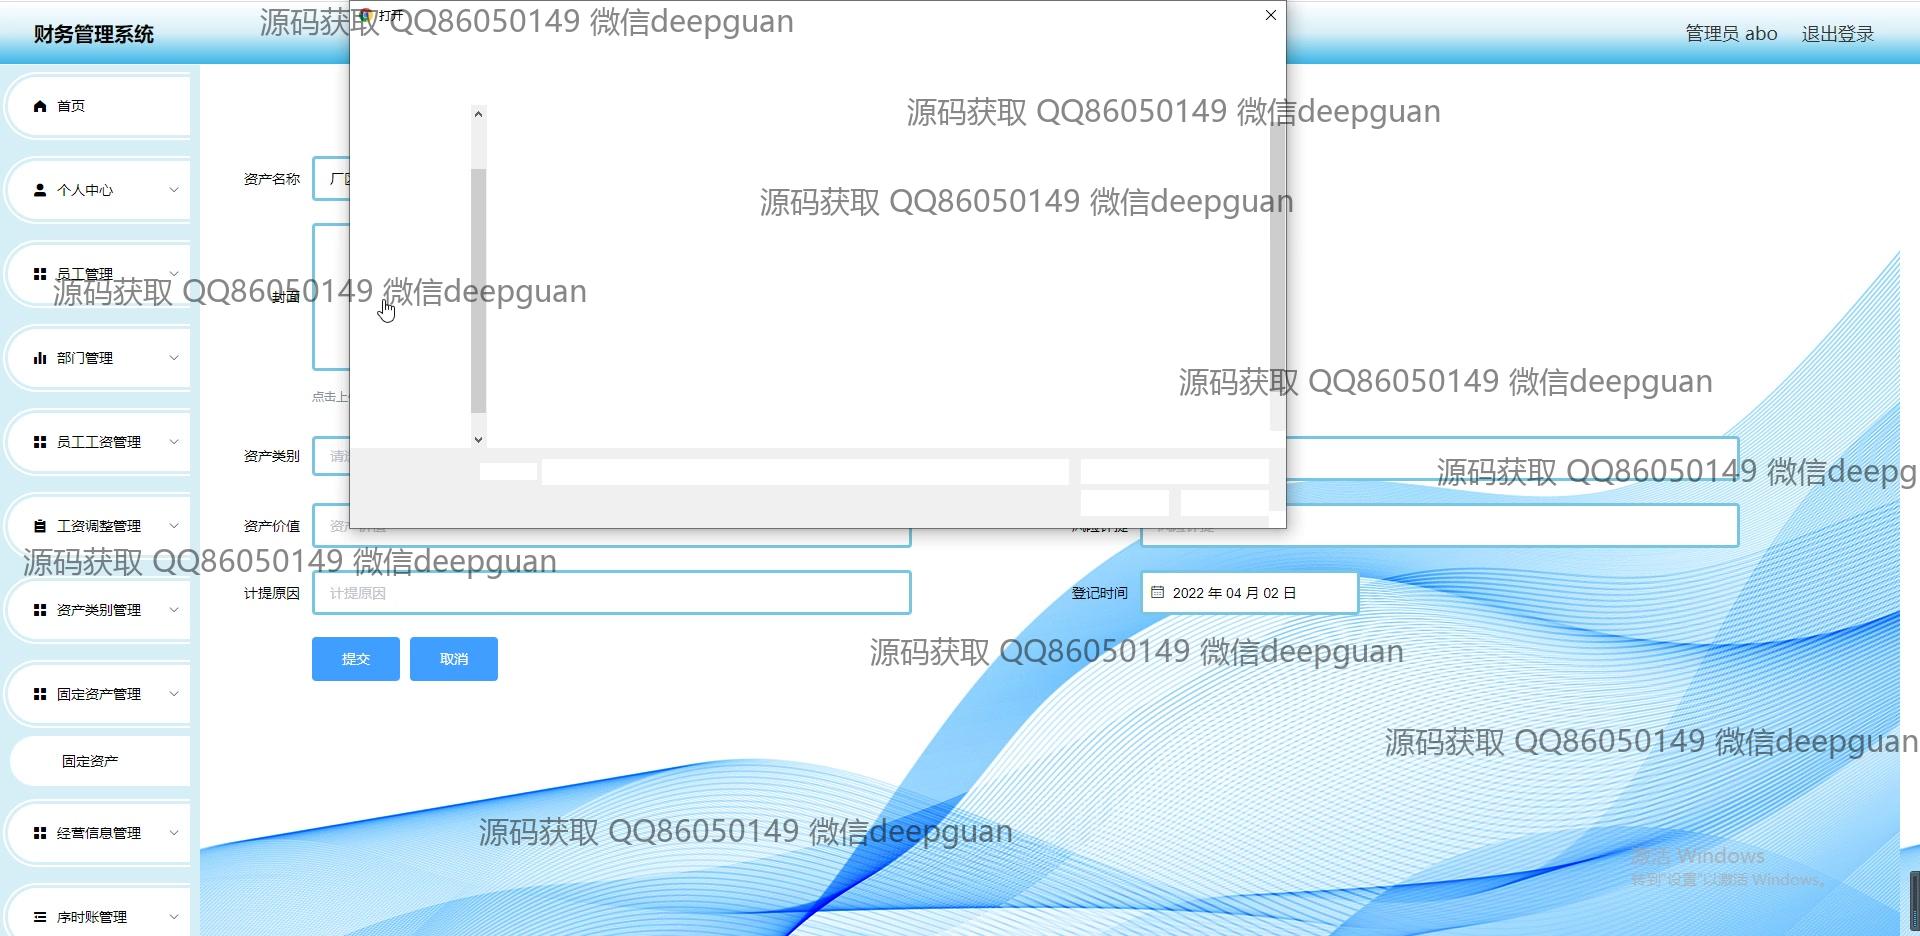 财务管理系统
管理员 abo 退出登录
源码获取 QQ86050149 微信deepguan
打开
首页
源码获取 QQ86050149 微信deepguan
个人中心
资产名称
厂区
源码获取 QQ86050149 微信deepguan
员工管理
封面
源码获取 QQ86050149 微信deepguan
部门管理
点击上
源码获取 QQ86050149 微信deepguan
员工工资管理
资产类别
请选
源码获取 QQ86050149 微信deepg
工资调整管理
资产价值
资产价值
风险计提
风险计提
源码获取 QQ86050149 微信deepguan
资产类别管理
计提原因
计提原因
登记时间
2022 年 04 月 02 日
提交
取消
源码获取 QQ86050149 微信deepguan
固定资产管理
固定资产
源码获取 QQ86050149 微信deepguan
经营信息管理
源码获取 QQ86050149 微信deepguan
激活 Windows
转到"设置"以激活 Windows。
序时账管理